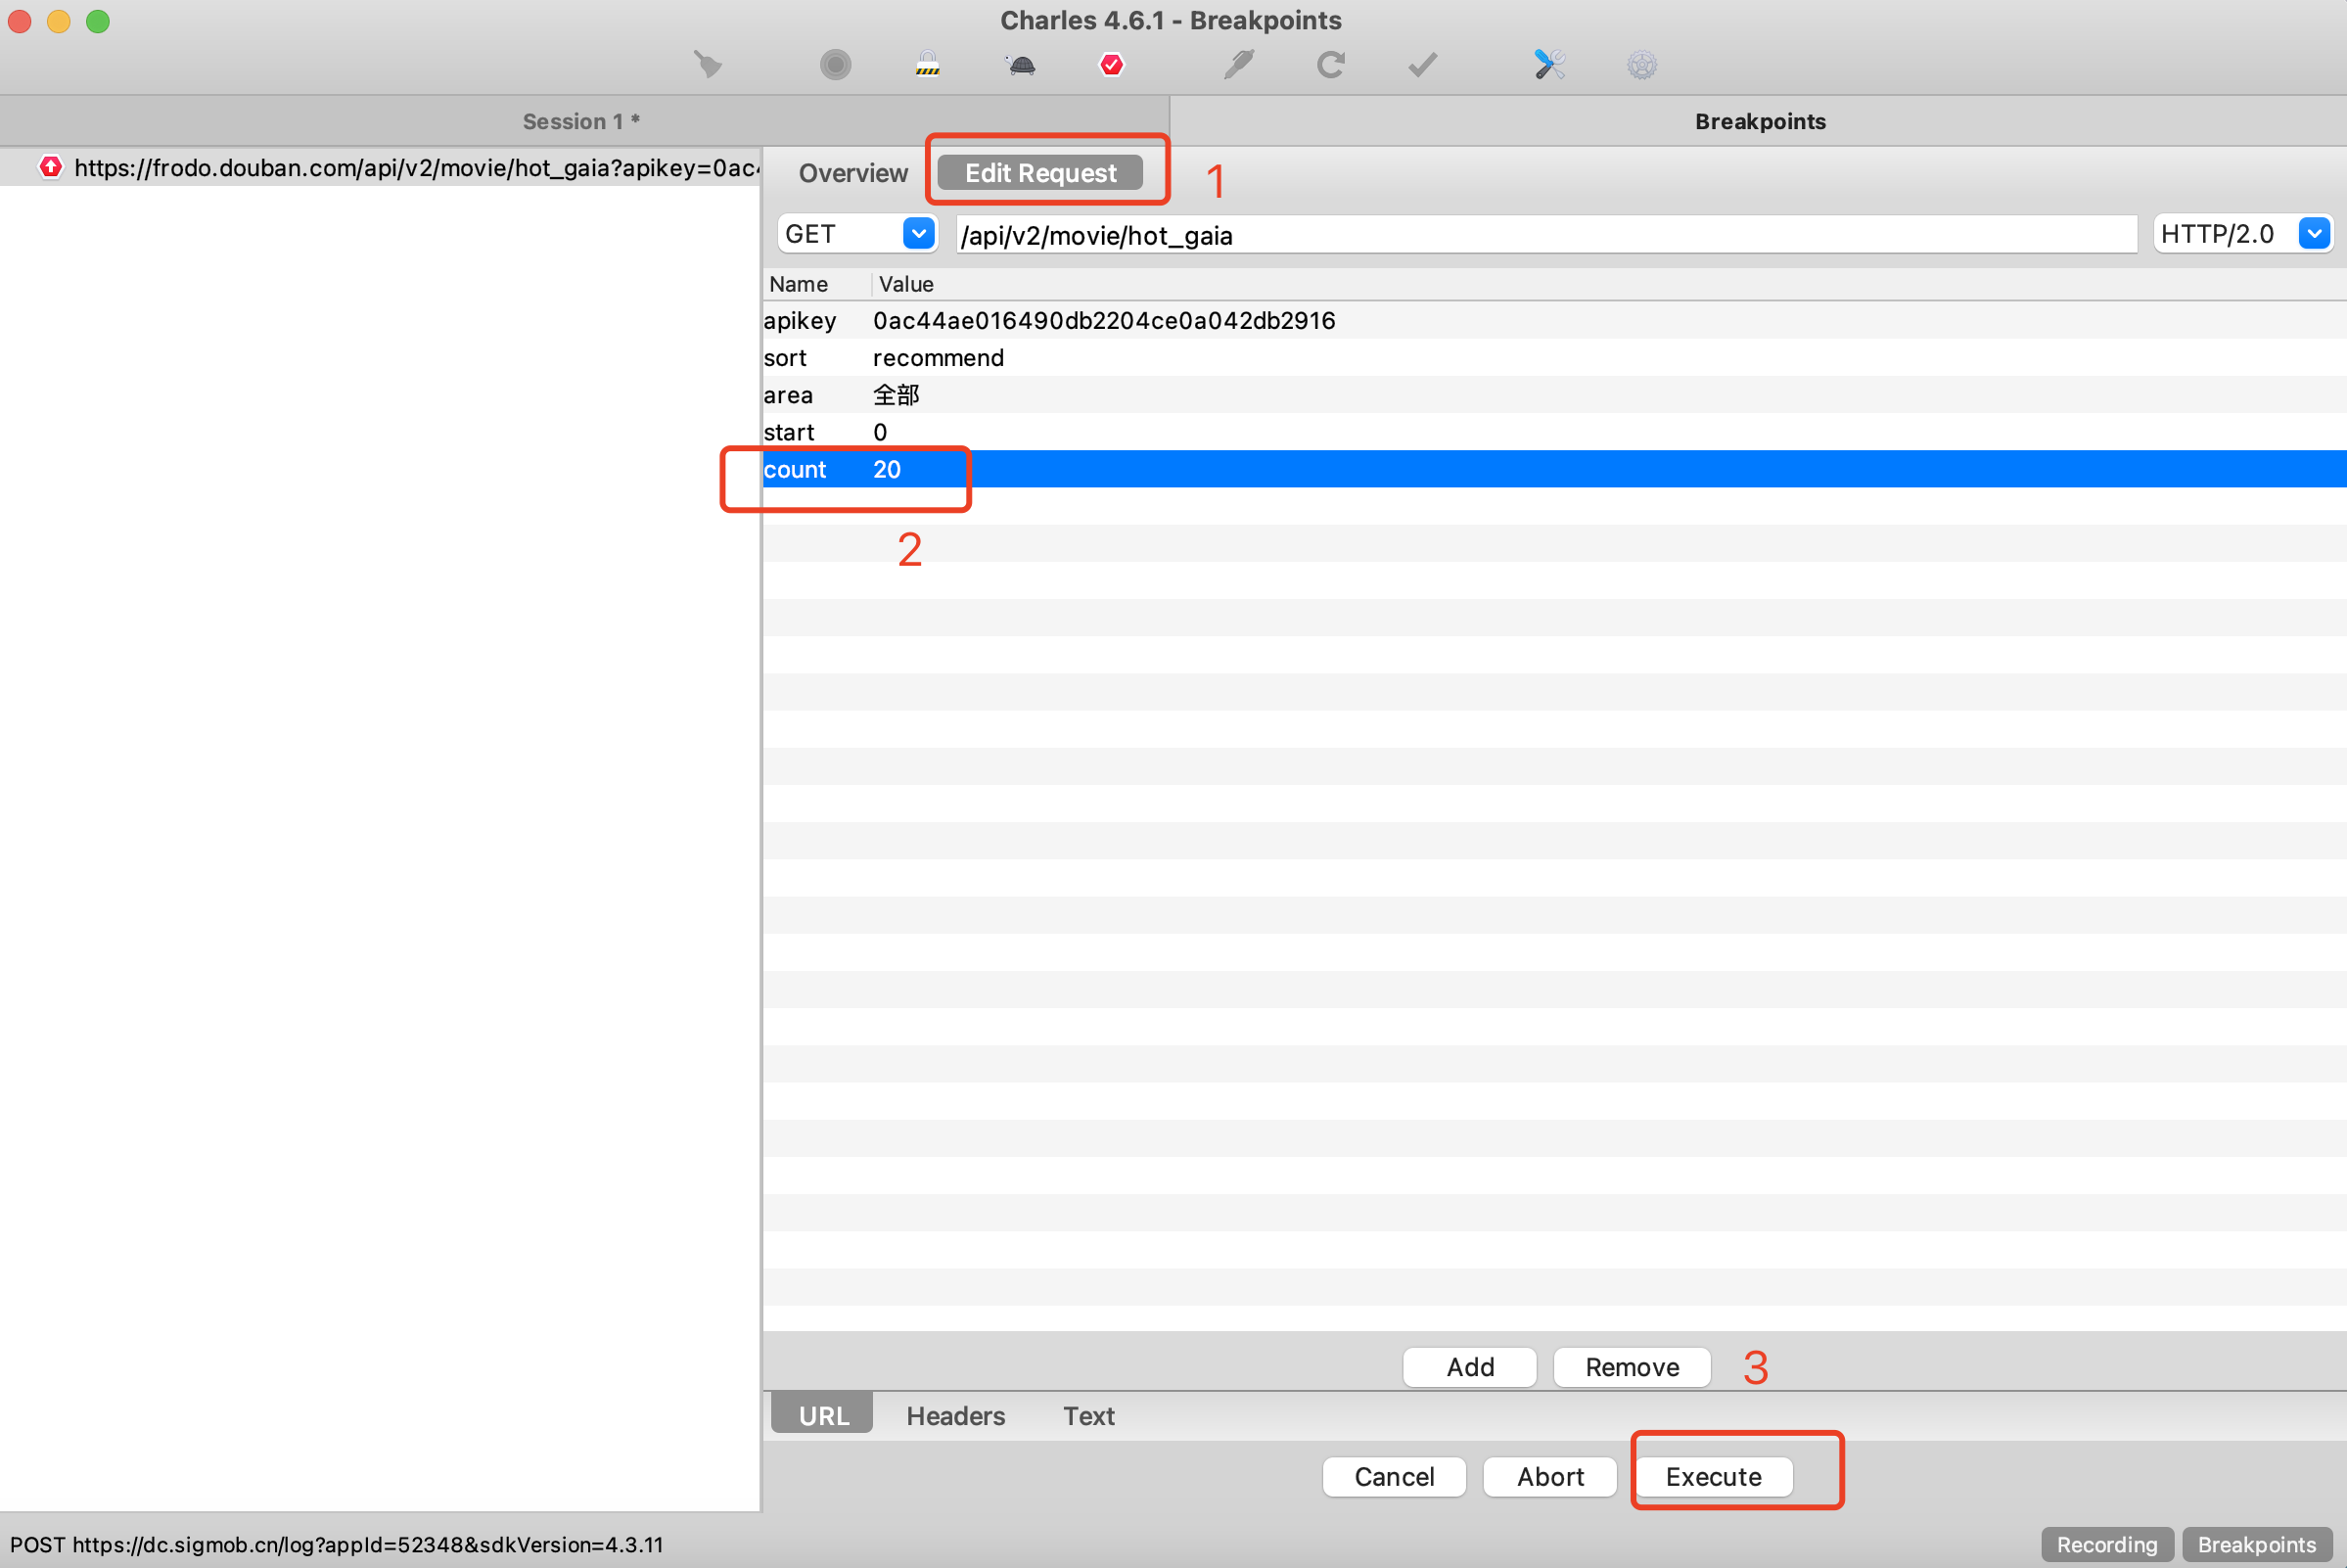 Charles 4.6.1 - Breakpoints
Session 1 *
Breakpoints
https://frodo.douban.com/api/v2/movie/hot_gaia?apikey=0ac4
Overview
Edit Request
1
GET
/api/v2/movie/hot_gaia
HTTP/2.0
Name Value
apikey 0ac44ae016490db2204ce0a042db2916
sort recommend
area 全部
start 0
count 20
2
Add
Remove
3
URL
Headers
Text
Cancel
Abort
Execute
POST https://dc.sigmob.cn/log?appId=52348&sdkVersion=4.3.11
Recording
Breakpoints